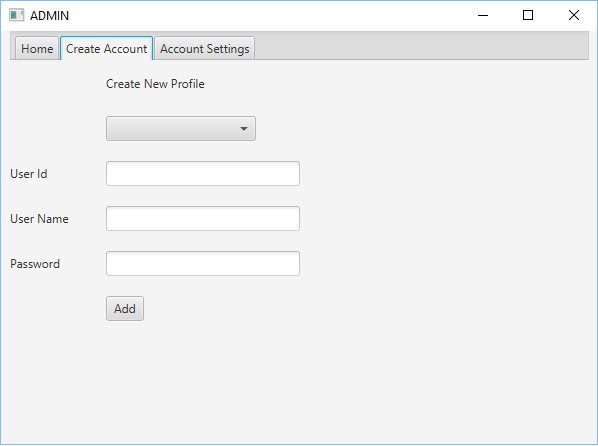 ADMIN
Home Create Account Account Settings
Create New Profile
User Id
User Name
Password
Add